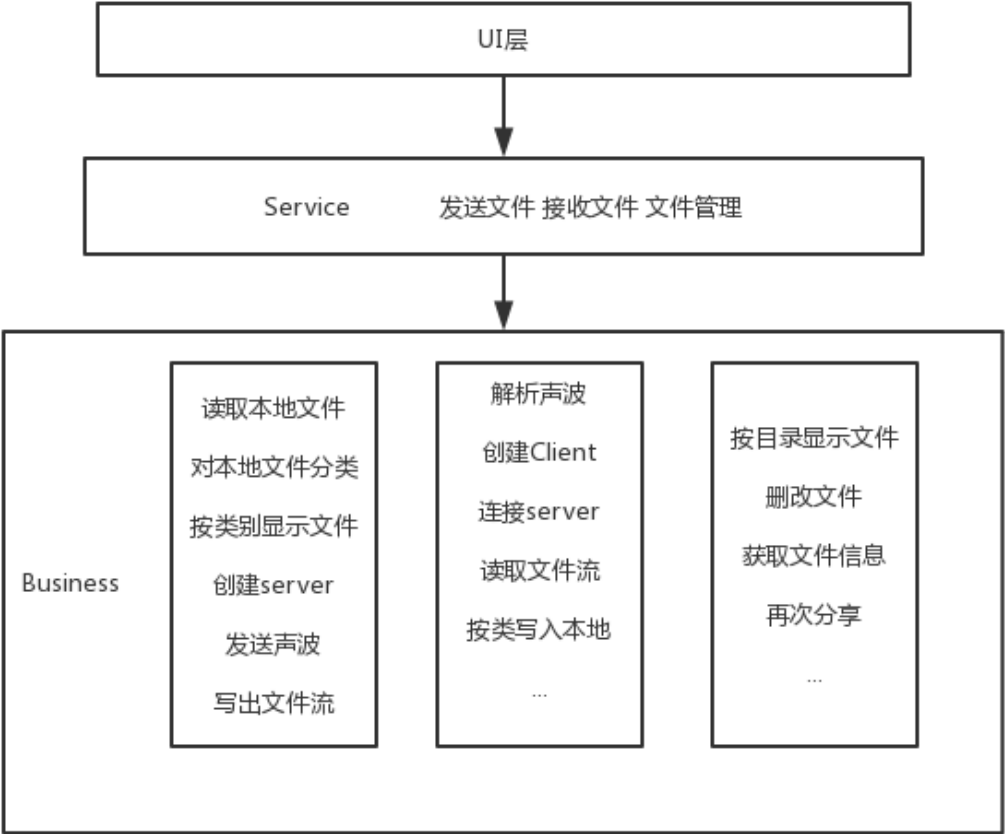 UI层
Service 发送文件 接收文件 文件管理
Business
读取本地文件
对本地文件分类
按类别显示文件
创建server
发送声波
写出文件流
解析声波
创建Client
连接server
读取文件流
按类写入本地
...
按目录显示文件
删改文件
获取文件信息
再次分享
...